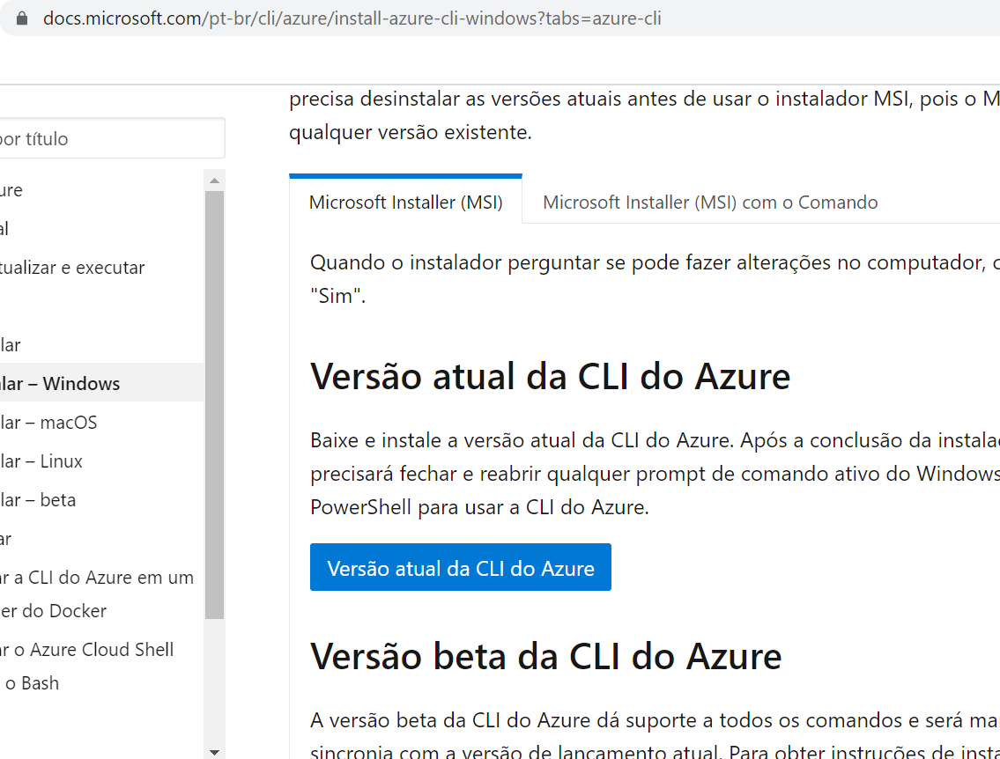 docs.microsoft.com/pt-br/cli/azure/install-azure-cli-windows?tabs=azure-cli
precisa desinstalar as versões atuais antes de usar o instalador MSI, pois o
qualquer versão existente.
por título
Microsoft Installer (MSI)
Microsoft Installer (MSI) com o Comando
Quando o instalador perguntar se pode fazer alterações no computador,
"Sim".
Versão atual da CLI do Azure
Baixe e instale a versão atual da CLI do Azure. Após a conclusão da
precisará fechar e reabrir qualquer prompt de comando ativo do Windows
PowerShell para usar a CLI do Azure.
Versão atual da CLI do Azure
Versão beta da CLI do Azure
A versão beta da CLI do Azure dá suporte a todos os comandos e será
sincronia com a versão de lançamento atual. Para obter instruções de
ure
al
tualizar e executar
lar
alar – Windows
lar – macOS
lar – Linux
lar – beta
ar
ar a CLI do Azure em um
er do Docker
ar o Azure Cloud Shell
o Bash